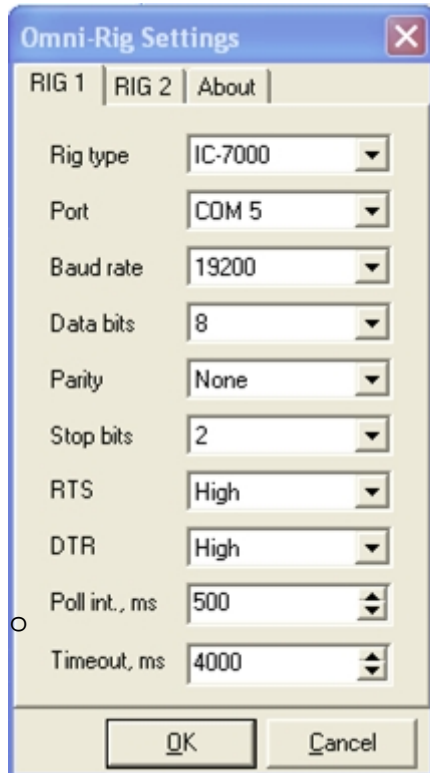 Omni-Rig Settings
RIG 1 RIG 2 About
Rig type IC-7000
Port COM 5
Baud rate 19200
Data bits 8
Parity None
Stop bits 2
RTS High
DTR High
Poll int., ms 500
o
Timeout, ms 4000
OK Cancel